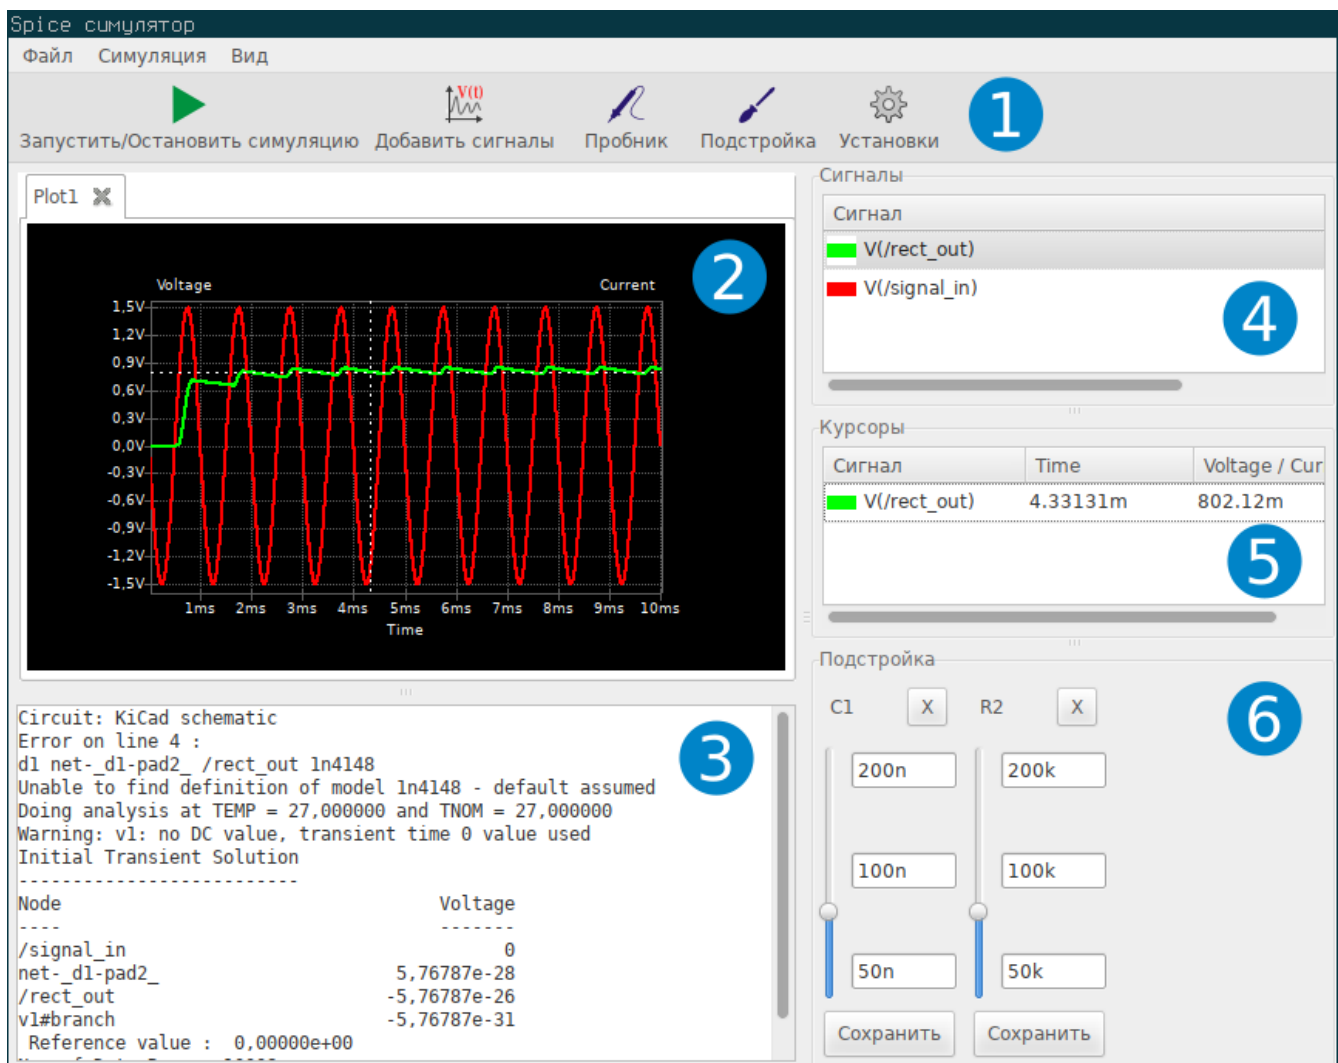 Spice симулятор
Файл Симуляция Вид
V(t)
Запустить/Остановить симуляцию Добавить сигналы Пробник Подстройка Установки
1
Plot1
2
Voltage Current
1,5V
1,2V
0,9V
0,6V
0,3V
0,0V
-0,3V
-0,6V
-0,9V
-1,2V
-1,5V
1ms 2ms 3ms 4ms 5ms 6ms 7ms 8ms 9ms 10ms
Time
Circuit: KiCad schematic
Error on line 4 :
d1 net-_d1-pad2_ /rect_out 1n4148
Unable to find definition of model 1n4148 - default assumed
Doing analysis at TEMP = 27,000000 and TNOM = 27,000000
Warning: v1: no DC value, transient time 0 value used
Initial Transient Solution
--------------------------
Node Voltage
---- -------
/signal_in 0
net-_d1-pad2_ 5,76787e-28
/rect_out -5,76787e-26
v1#branch -5,76787e-31
Reference value : 0,00000e+00
3
Сигналы
Сигнал
V(/rect_out)
V(/signal_in)
4
Курсоры
Сигнал Time Voltage / Cur
V(/rect_out) 4.33131m 802.12m
5
Подстройка
C1 X R2 X
6
200n 200k
100n 100k
50n 50k
Сохранить Сохранить